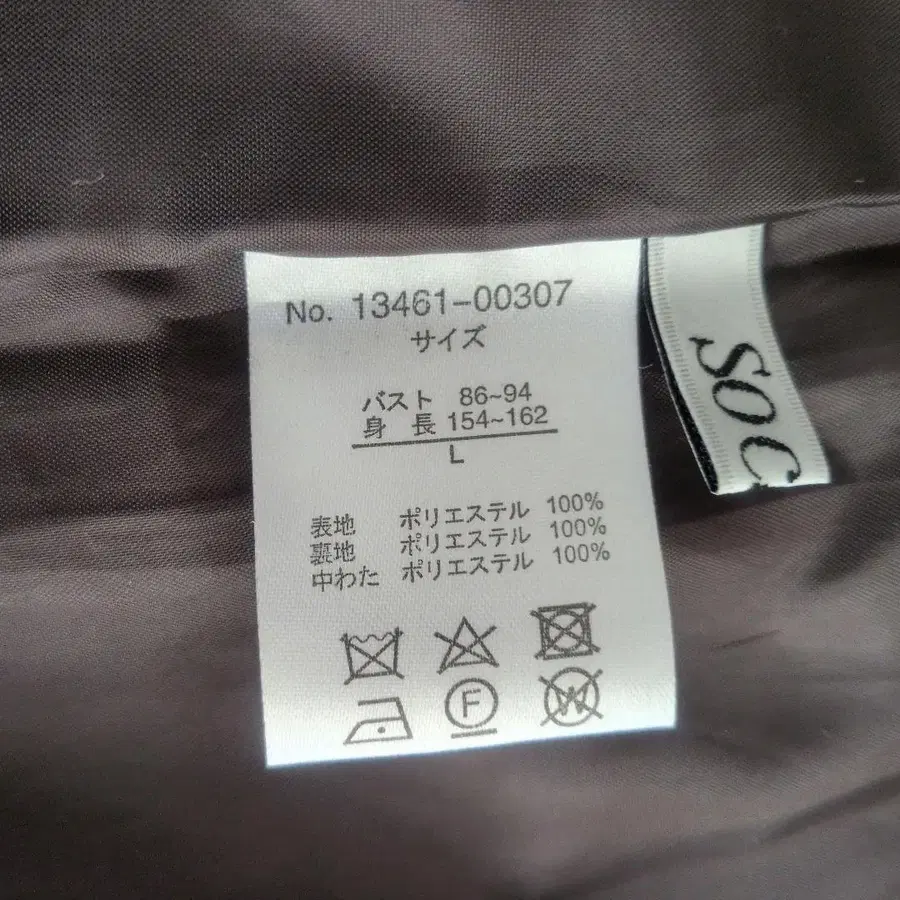 No. 13461-00307
サイズ
バスト 86~94
身 長 154~162
L
表地 ポリエステル 100%
裏地 ポリエステル 100%
中わた ポリエステル 100%
F
W
SOC